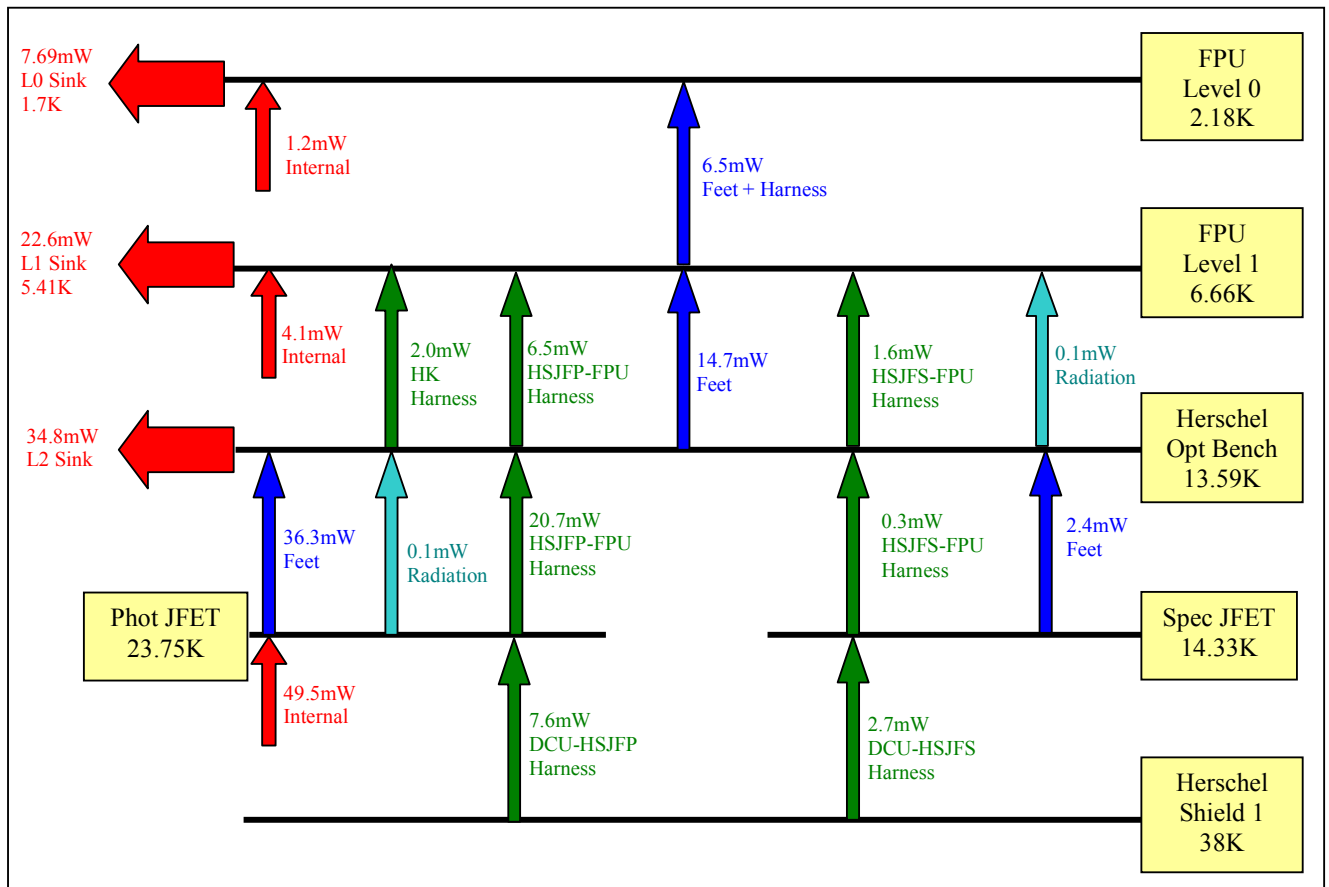 7.69mW
L0 Sink
1.7K
1.2mW
Internal
6.5mW
Feet + Harness
FPU
Level 0
2.18K
22.6mW
L1 Sink
5.41K
4.1mW
Internal
2.0mW
HK
Harness
6.5mW
HSJFP-FPU
Harness
14.7mW
Feet
1.6mW
HSJFS-FPU
Harness
0.1mW
Radiation
FPU
Level 1
6.66K
34.8mW
L2 Sink
36.3mW
Feet
0.1mW
Radiation
20.7mW
HSJFP-FPU
Harness
0.3mW
HSJFS-FPU
Harness
2.4mW
Feet
Herschel
Opt Bench
13.59K
Phot JFET
23.75K
Spec JFET
14.33K
49.5mW
Internal
7.6mW
DCU-HSJFP
Harness
2.7mW
DCU-HSJFS
Harness
Herschel
Shield 1
38K